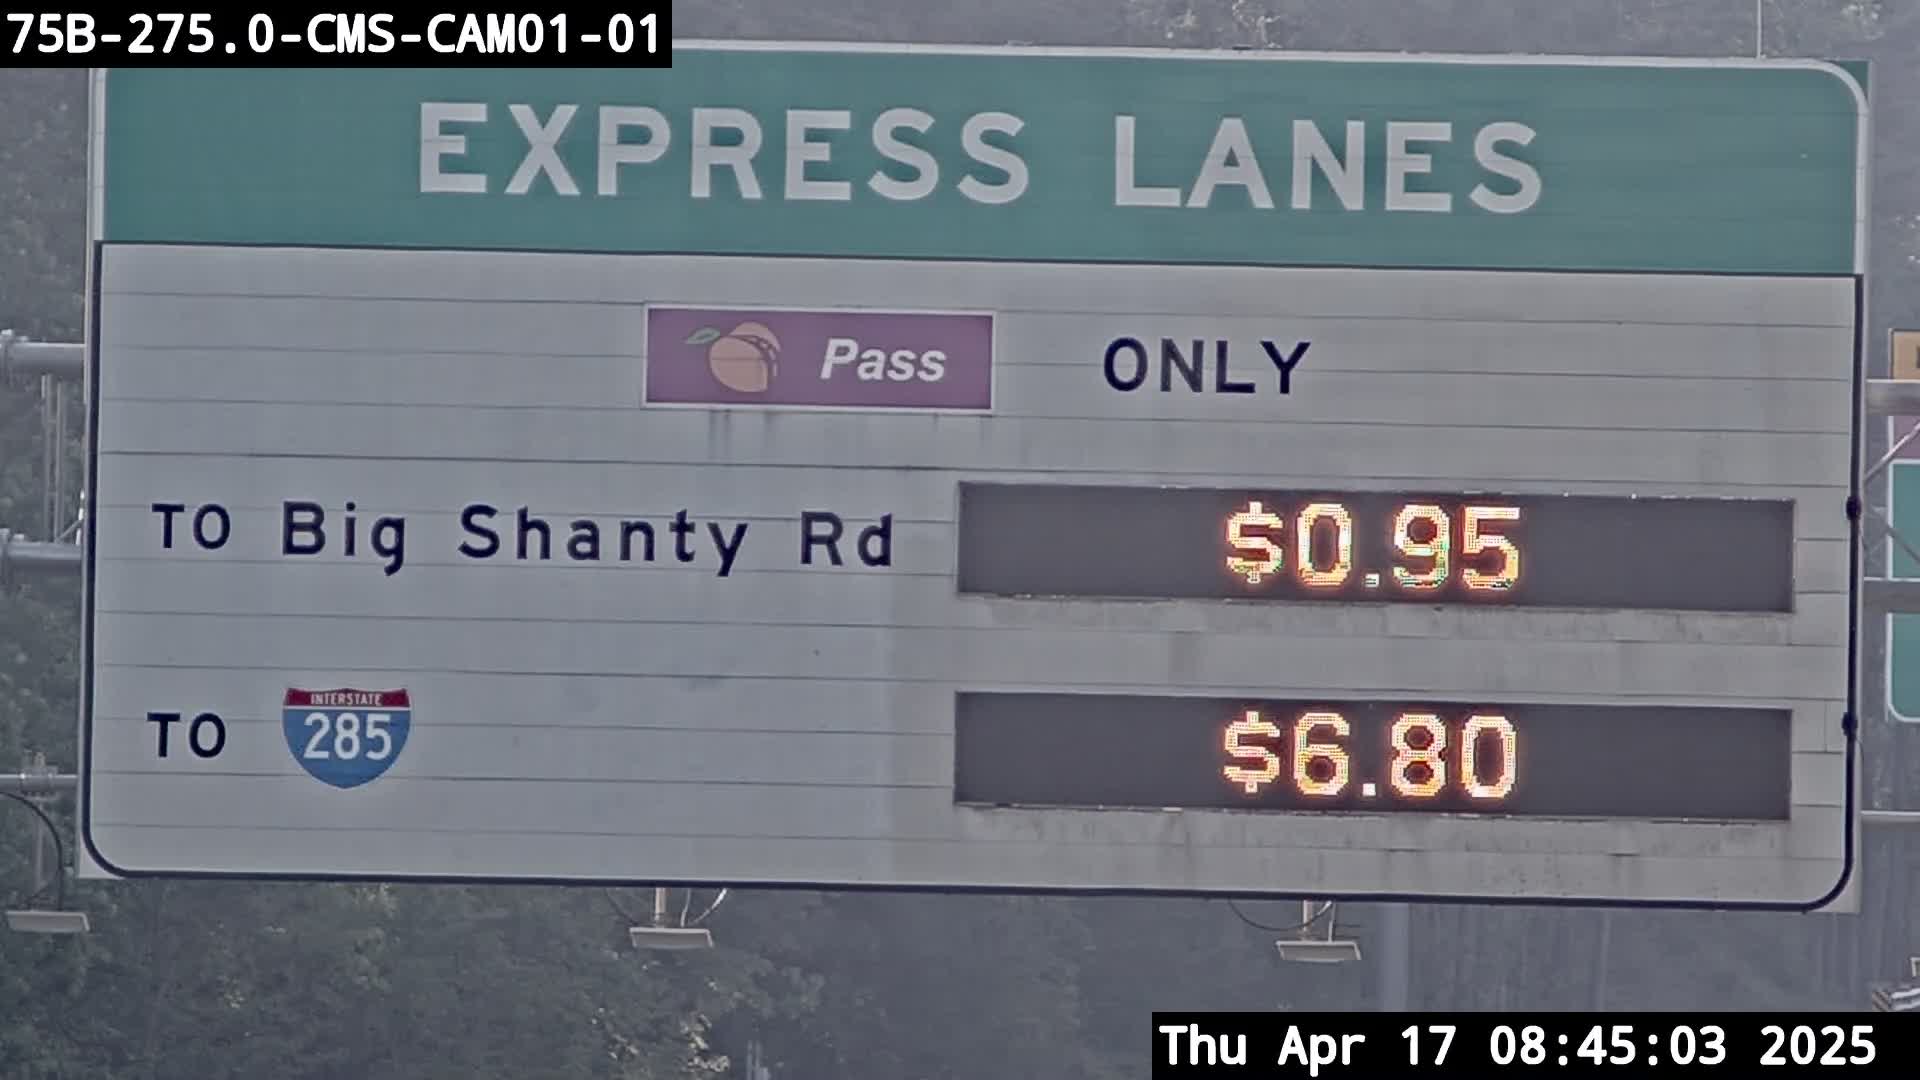 75B-275.0-CMS-CAM01-01
EXPRESS LANES
Pass ONLY
TO Big Shanty Rd $0.95
TO INTERSTATE 285 $6.80
Thu Apr 17 08:45:03 2025